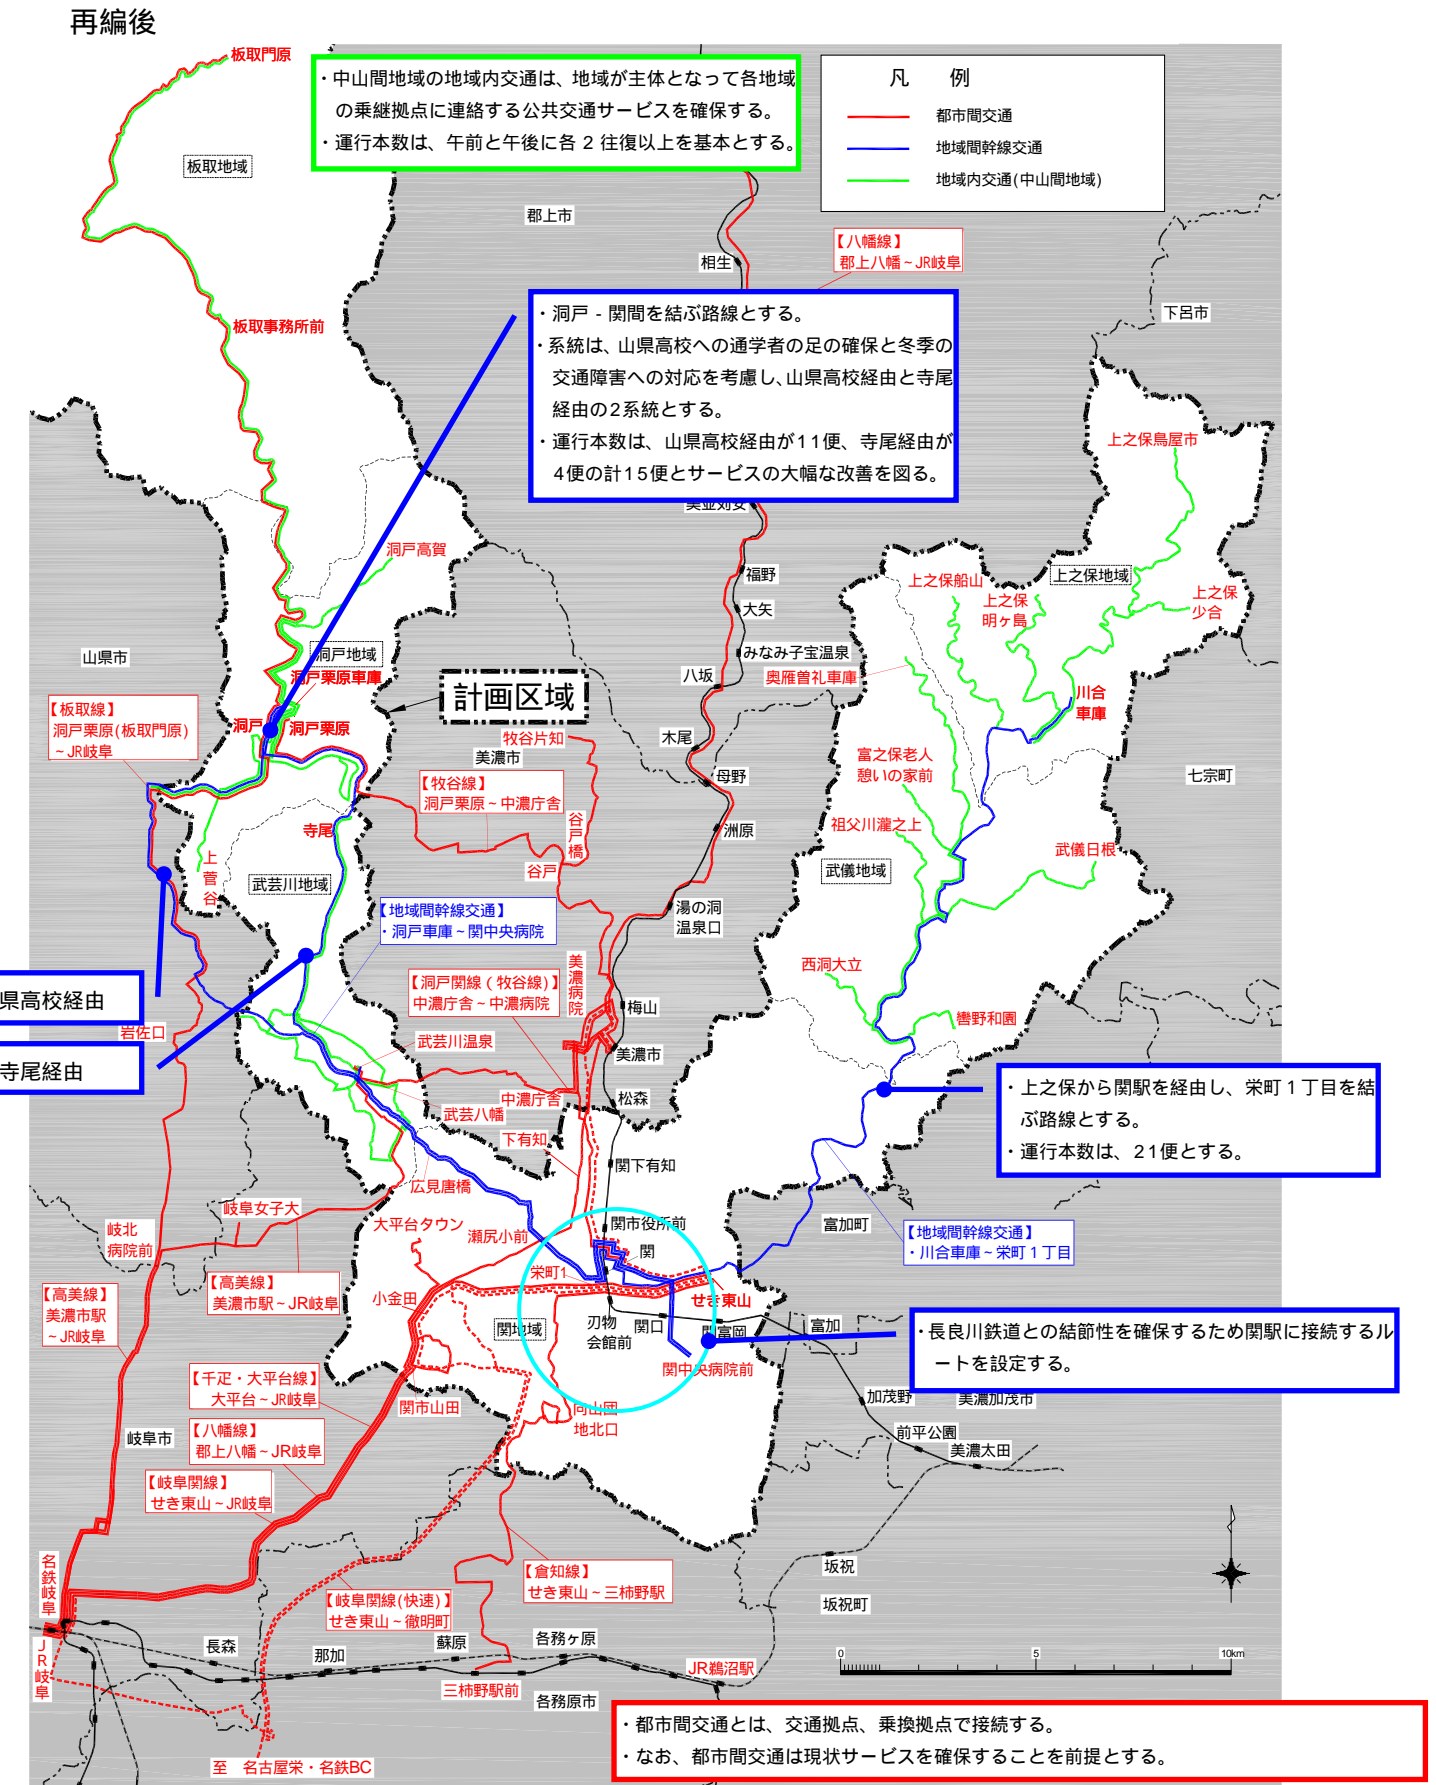 再編後
板取門原
・中山間地域の地域内交通は、地域が主体となって各地域
の乗継拠点に連絡する公共交通サービスを確保する。
・運行本数は、午前と午後に各２往復以上を基本とする。
凡　例
都市間交通
地域間幹線交通
地域内交通(中山間地域)
板取地域
郡上市
相生
【八幡線】
郡上八幡～JR岐阜
下呂市
板取事務所前
・洞戸 - 関間を結ぶ路線とする。
・系統は、山県高校への通学者の足の確保と冬季の
交通障害への対応を考慮し、山県高校経由と寺尾
経由の2系統とする。
・運行本数は、山県高校経由が11便、寺尾経由が
4便の計15便とサービスの大幅な改善を図る。
美並苅安
上之保鳥屋市
洞戸高賀
福野
上之保船山
上之保地域
上之保
明ヶ島
上之保
少合
大矢
山県市
洞戸地域
みなみ子宝温泉
八坂
奥雁曽礼車庫
洞戸栗原車庫
計画区域
川合
車庫
【板取線】
洞戸栗原(板取門原)
～JR岐阜
洞戸
洞戸栗原
牧谷片知
美濃市
木尾
富之保老人
憩いの家前
母野
七宗町
【牧谷線】
洞戸栗原～中濃庁舎
谷戸橋
寺尾
洲原
祖父川瀧之上
武儀日根
上菅谷
谷戸
武芸川地域
武儀地域
【地域間幹線交通】
・洞戸車庫～関中央病院
湯の洞
温泉口
美濃病院
西洞大立
県高校経由
【洞戸関線（牧谷線）】
中濃庁舎～中濃病院
梅山
轡野和園
岩佐口
武芸川温泉
美濃市
寺尾経由
・上之保から関駅を経由し、栄町１丁目を結
ぶ路線とする。
・運行本数は、21便とする。
中濃庁舎
松森
武芸八幡
下有知
関下有知
広見唐橋
岐阜女子大
大平台タウン
瀬尻小前
関市役所前
富加町
岐北
病院前
関
【地域間幹線交通】
・川合車庫～栄町１丁目
【高美線】
美濃市駅～JR岐阜
栄町1
【高美線】
美濃市駅
～JR岐阜
小金田
せき東山
関地域
刃物
会館前
関口
関富岡
富加
・長良川鉄道との結節性を確保するため関駅に接続するル
ートを設定する。
関中央病院前
【千疋・大平台線】
大平台～JR岐阜
関市山田
加茂野
美濃加茂市
向山団
地北口
【八幡線】
郡上八幡～JR岐阜
岐阜市
前平公園
美濃太田
【岐阜関線】
せき東山～JR岐阜
名鉄岐阜
【倉知線】
せき東山～三柿野駅
坂祝
【岐阜関線(快速)】
せき東山～徹明町
坂祝町
JR岐阜
長森
那加
蘇原
各務ヶ原
0
5
10km
JR鵜沼駅
三柿野駅前
各務原市
・都市間交通とは、交通拠点、乗換拠点で接続する。
・なお、都市間交通は現状サービスを確保することを前提とする。
至　名古屋栄・名鉄BC